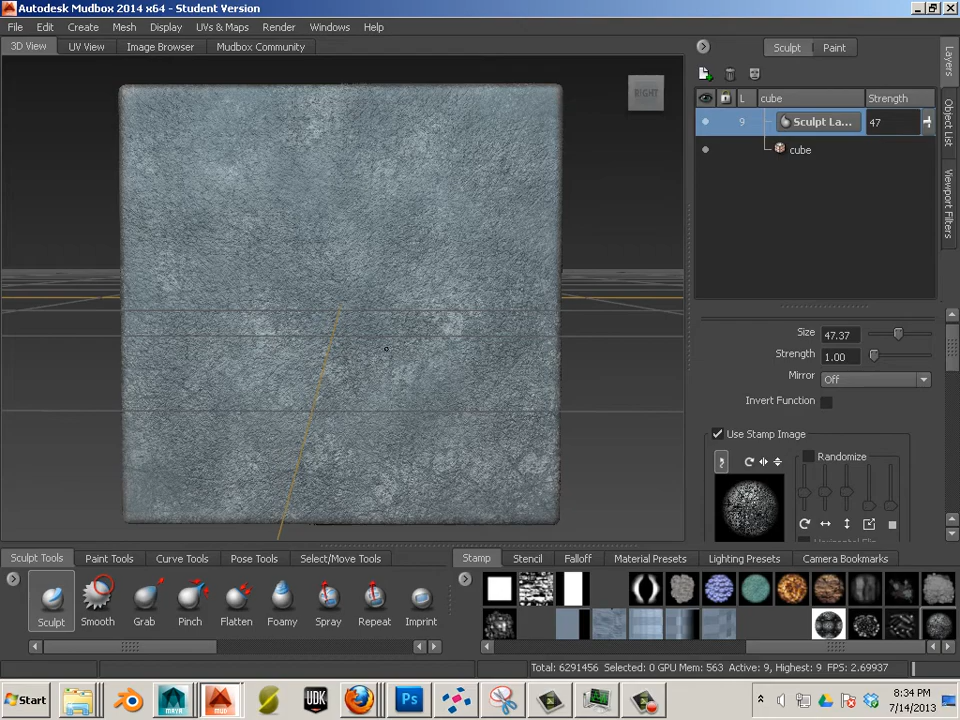 Autodesk Mudbox 2014 x64 - Student Version
File Edit Create Mesh Display UVs & Maps Render Windows Help
3D View UV View Image Browser Mudbox Community
Sculpt Paint
RIGHT
L cube Strength
9 Sculpt La... 47
cube
Layers
Object List
Viewport Filters
Size 47.37
Strength 1.00
Mirror Off
Invert Function
Use Stamp Image
Randomize
Sculpt Tools Paint Tools Curve Tools Pose Tools Select/Move Tools
Stamp Stencil Falloff Material Presets Lighting Presets Camera Bookmarks
Sculpt Smooth Grab Pinch Flatten Foamy Spray Repeat Imprint
Total: 6291456 Selected: 0 GPU Mem: 563 Active: 9, Highest: 9 FPS: 2.69937
Start
MAYA
MUD
UDK
Ps
8:34 PM
7/14/2013